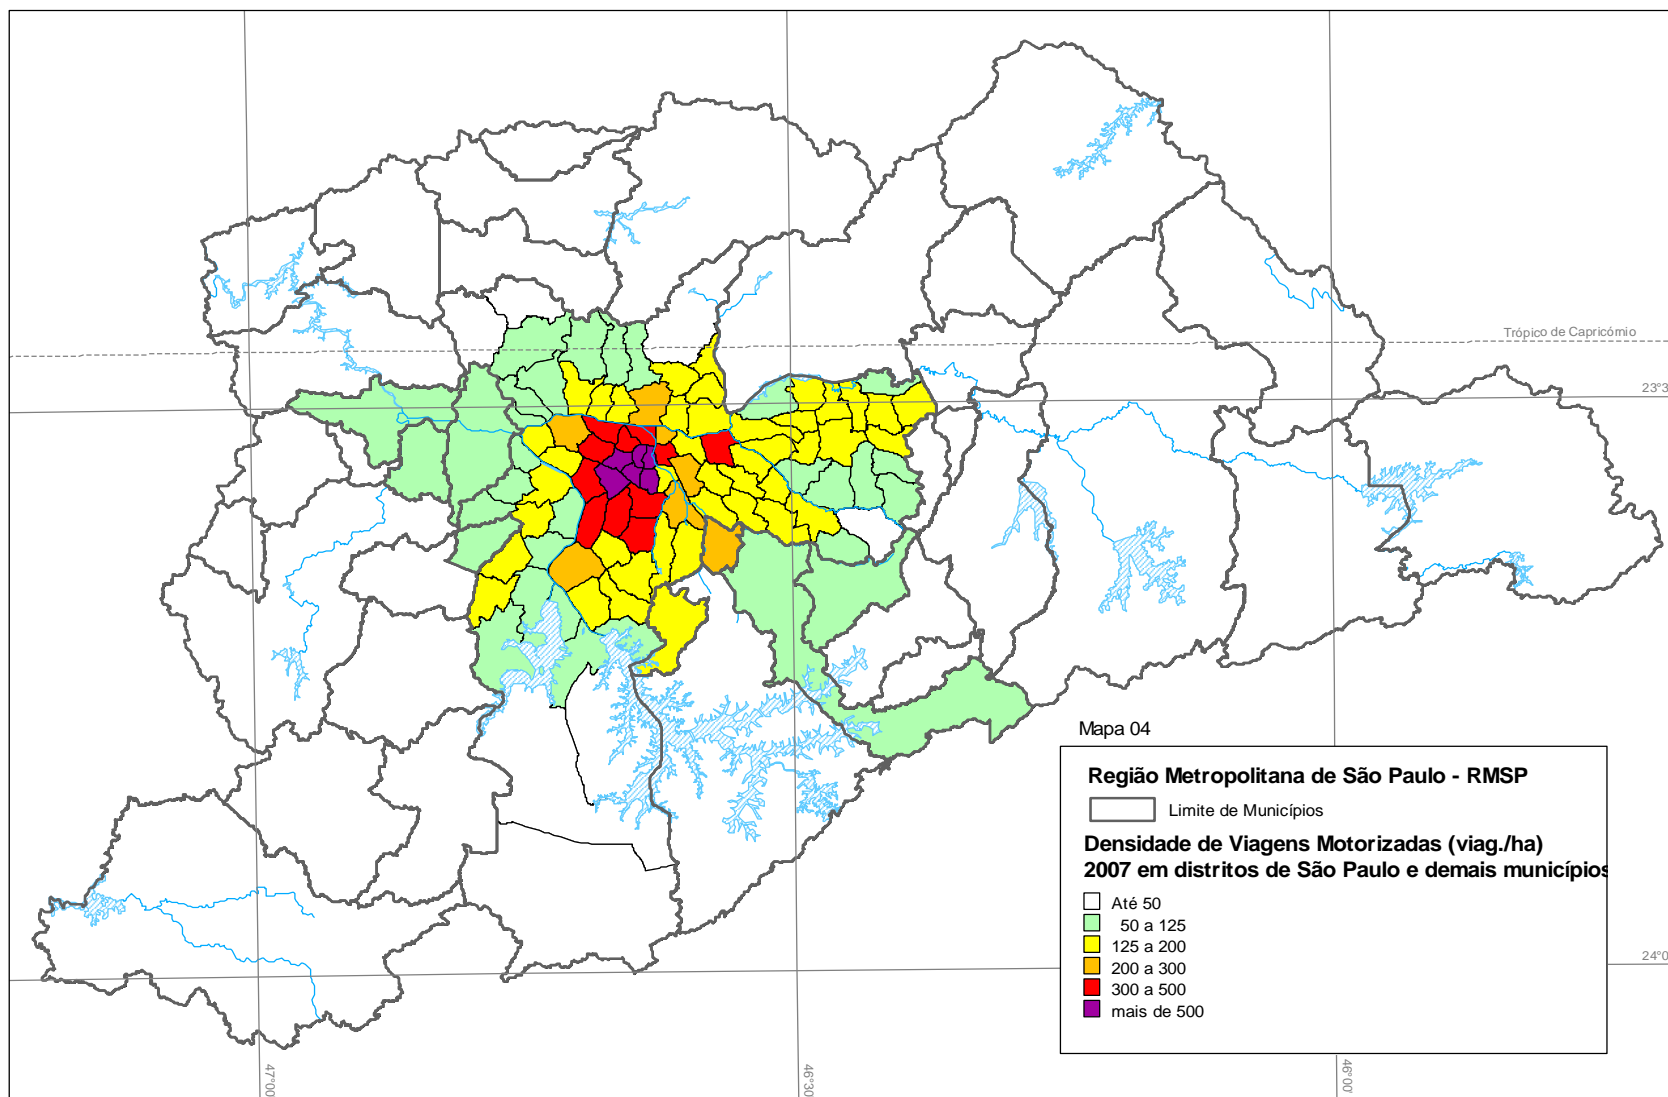 Trópico de Capricórnio
23°3
Mapa 04
Região Metropolitana de São Paulo - RMSP
Limite de Municípios
Densidade de Viagens Motorizadas (viag./ha)
2007 em distritos de São Paulo e demais municípios
Até 50
50 a 125
125 a 200
200 a 300
300 a 500
mais de 500
24°0
47°00
46°30
46°00'